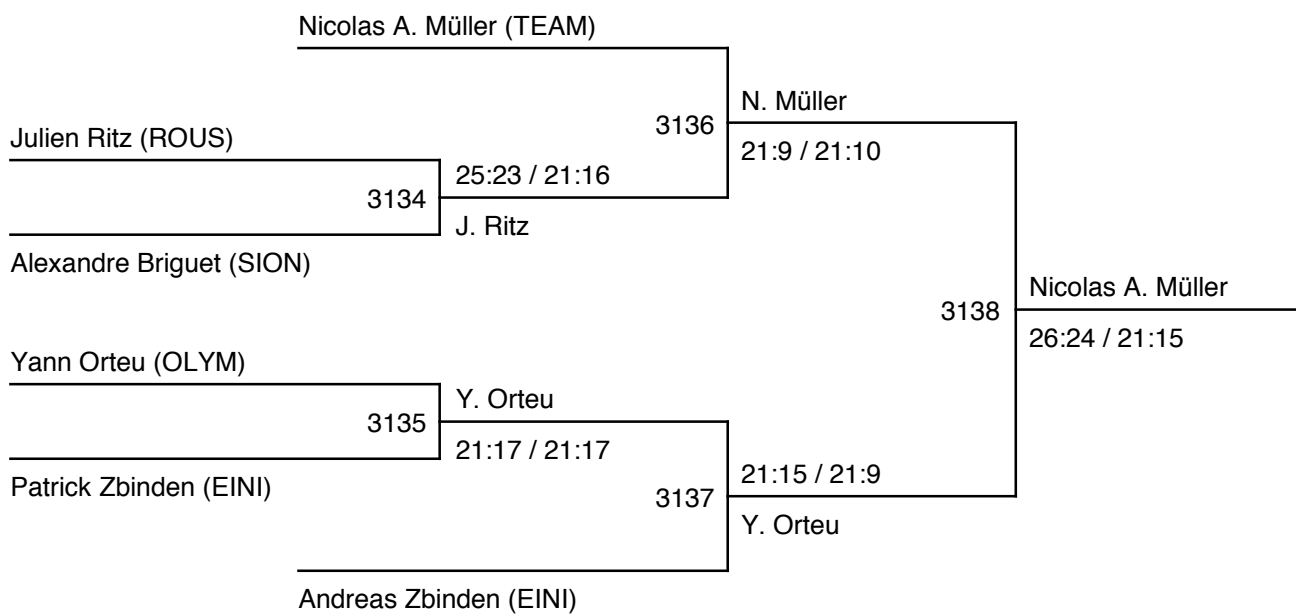 Nicolas A. Müller (TEAM)
N. Müller
3136
Julien Ritz (ROUS)
21:9 / 21:10
25:23 / 21:16
3134
J. Ritz
Alexandre Briguet (SION)
Nicolas A. Müller
3138
26:24 / 21:15
Yann Orteu (OLYM)
Y. Orteu
3135
21:17 / 21:17
21:15 / 21:9
Patrick Zbinden (EINI)
3137
Y. Orteu
Andreas Zbinden (EINI)